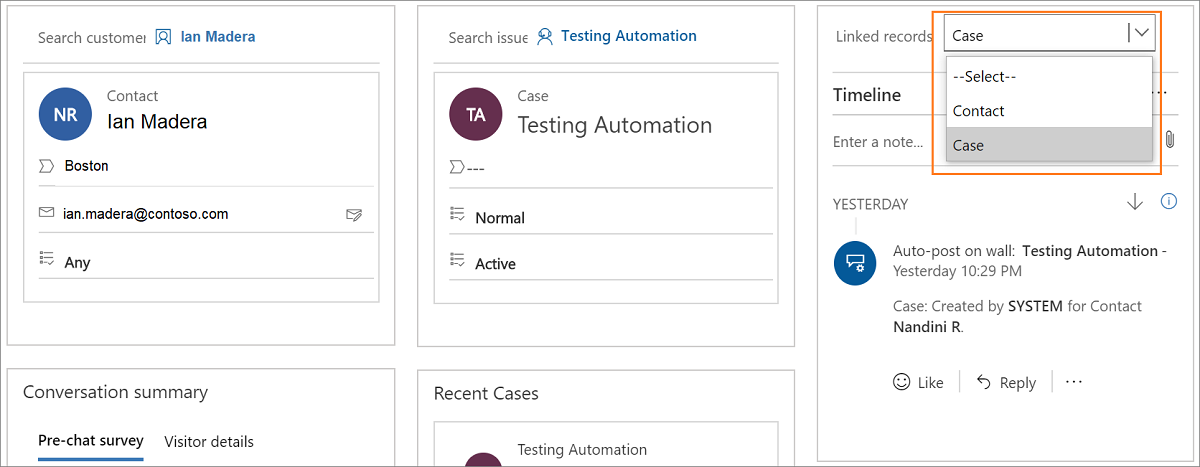 Search customer Ian Madera
NR
Contact
Ian Madera
Boston
ian.madera@contoso.com
Any
Conversation summary
Pre-chat survey Visitor details
Search issue Testing Automation
TA
Case
Testing Automation
---
Normal
Active
Recent Cases
Testing Automation
Linked records Case
--Select--
Contact
Case
Timeline
Enter a note...
YESTERDAY
Auto-post on wall: Testing Automation -
Yesterday 10:29 PM
Case: Created by SYSTEM for Contact
Nandini R.
Like Reply